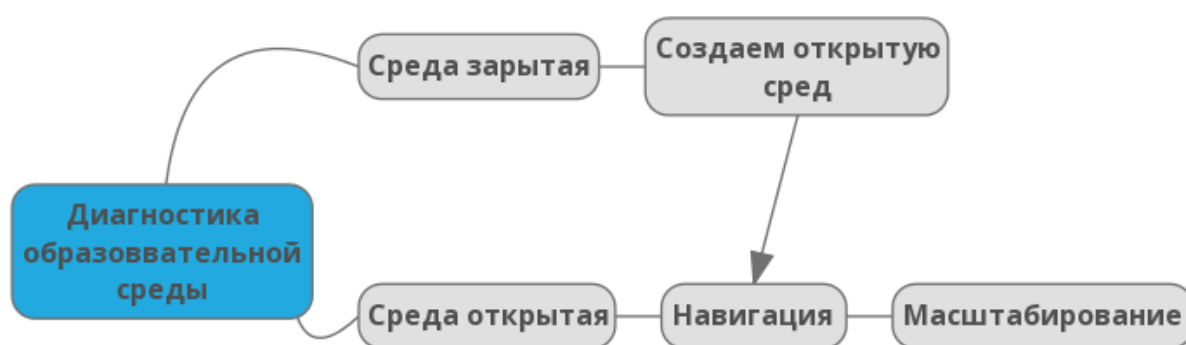 Среда зарытая
Создаем открытую
сред
Диагностика
образоввательной
среды
Среда открытая
Навигация
Масштабирование